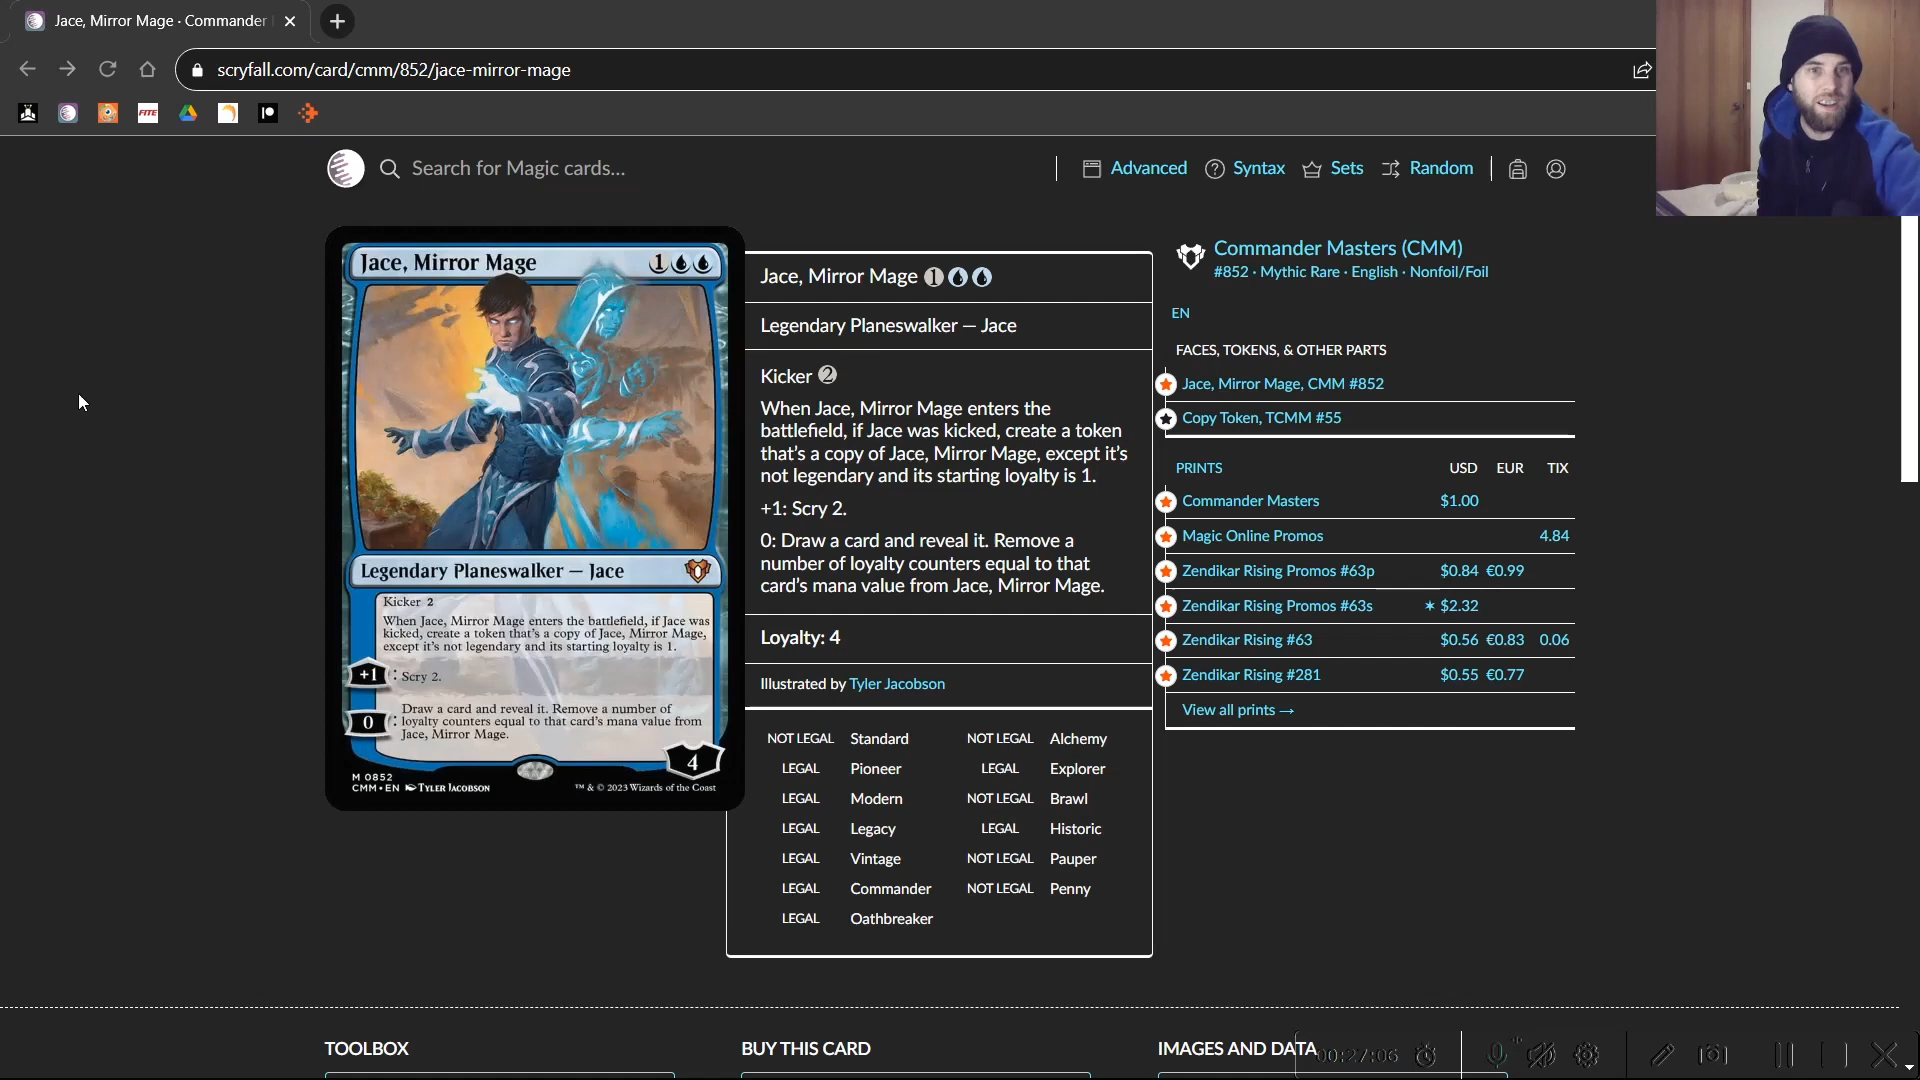 Jace, Mirror Mage · Commander
scryfall.com/card/cmm/852/jace-mirror-mage
FITE
Search for Magic cards...
Advanced
Syntax
Sets
Random
Jace, Mirror Mage 1
Legendary Planeswalker — Jace
Kicker 2
When Jace, Mirror Mage enters the battlefield, if Jace was
kicked, create a token that's a copy of Jace, Mirror Mage,
except it's not legendary and its starting loyalty is 1.
+1 : Scry 2.
Draw a card and reveal it. Remove a number of
0 : loyalty counters equal to that card's mana value from
Jace, Mirror Mage.
4
M 0852
CMM • EN TYLER JACOBSON
™ & © 2023 Wizards of the Coast
Jace, Mirror Mage 1
Legendary Planeswalker — Jace
Kicker 2
When Jace, Mirror Mage enters the
battlefield, if Jace was kicked, create a token
that's a copy of Jace, Mirror Mage, except it's
not legendary and its starting loyalty is 1.
+1: Scry 2.
0: Draw a card and reveal it. Remove a
number of loyalty counters equal to that
card's mana value from Jace, Mirror Mage.
Loyalty: 4
Illustrated by Tyler Jacobson
NOT LEGAL Standard NOT LEGAL Alchemy
LEGAL Pioneer LEGAL Explorer
LEGAL Modern NOT LEGAL Brawl
LEGAL Legacy LEGAL Historic
LEGAL Vintage NOT LEGAL Pauper
LEGAL Commander NOT LEGAL Penny
LEGAL Oathbreaker
Commander Masters (CMM)
#852 · Mythic Rare · English · Nonfoil/Foil
EN
FACES, TOKENS, & OTHER PARTS
Jace, Mirror Mage, CMM #852
Copy Token, TCMM #55
PRINTS USD EUR TIX
Commander Masters $1.00
Magic Online Promos 4.84
Zendikar Rising Promos #63p $0.84 €0.99
Zendikar Rising Promos #63s ✶ $2.32
Zendikar Rising #63 $0.56 €0.83 0.06
Zendikar Rising #281 $0.55 €0.77
View all prints →
TOOLBOX
BUY THIS CARD
IMAGES AND DATA
00:27:06